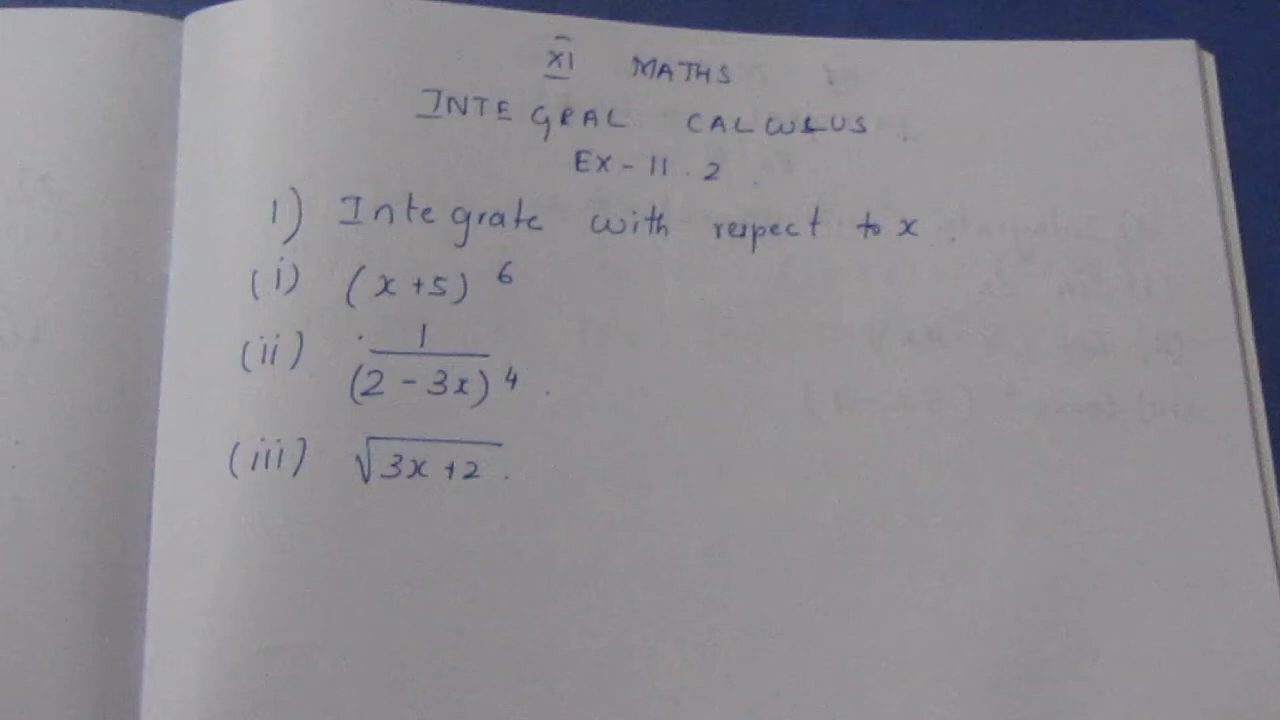 XI MATHS
INTEGRAL CALCULUS.
EX - 11.2.
1) Integrate with respect to x.
(i) (x+5)^6
(ii) 1/(2 - 3x)^4.
(iii) √(3x+2).